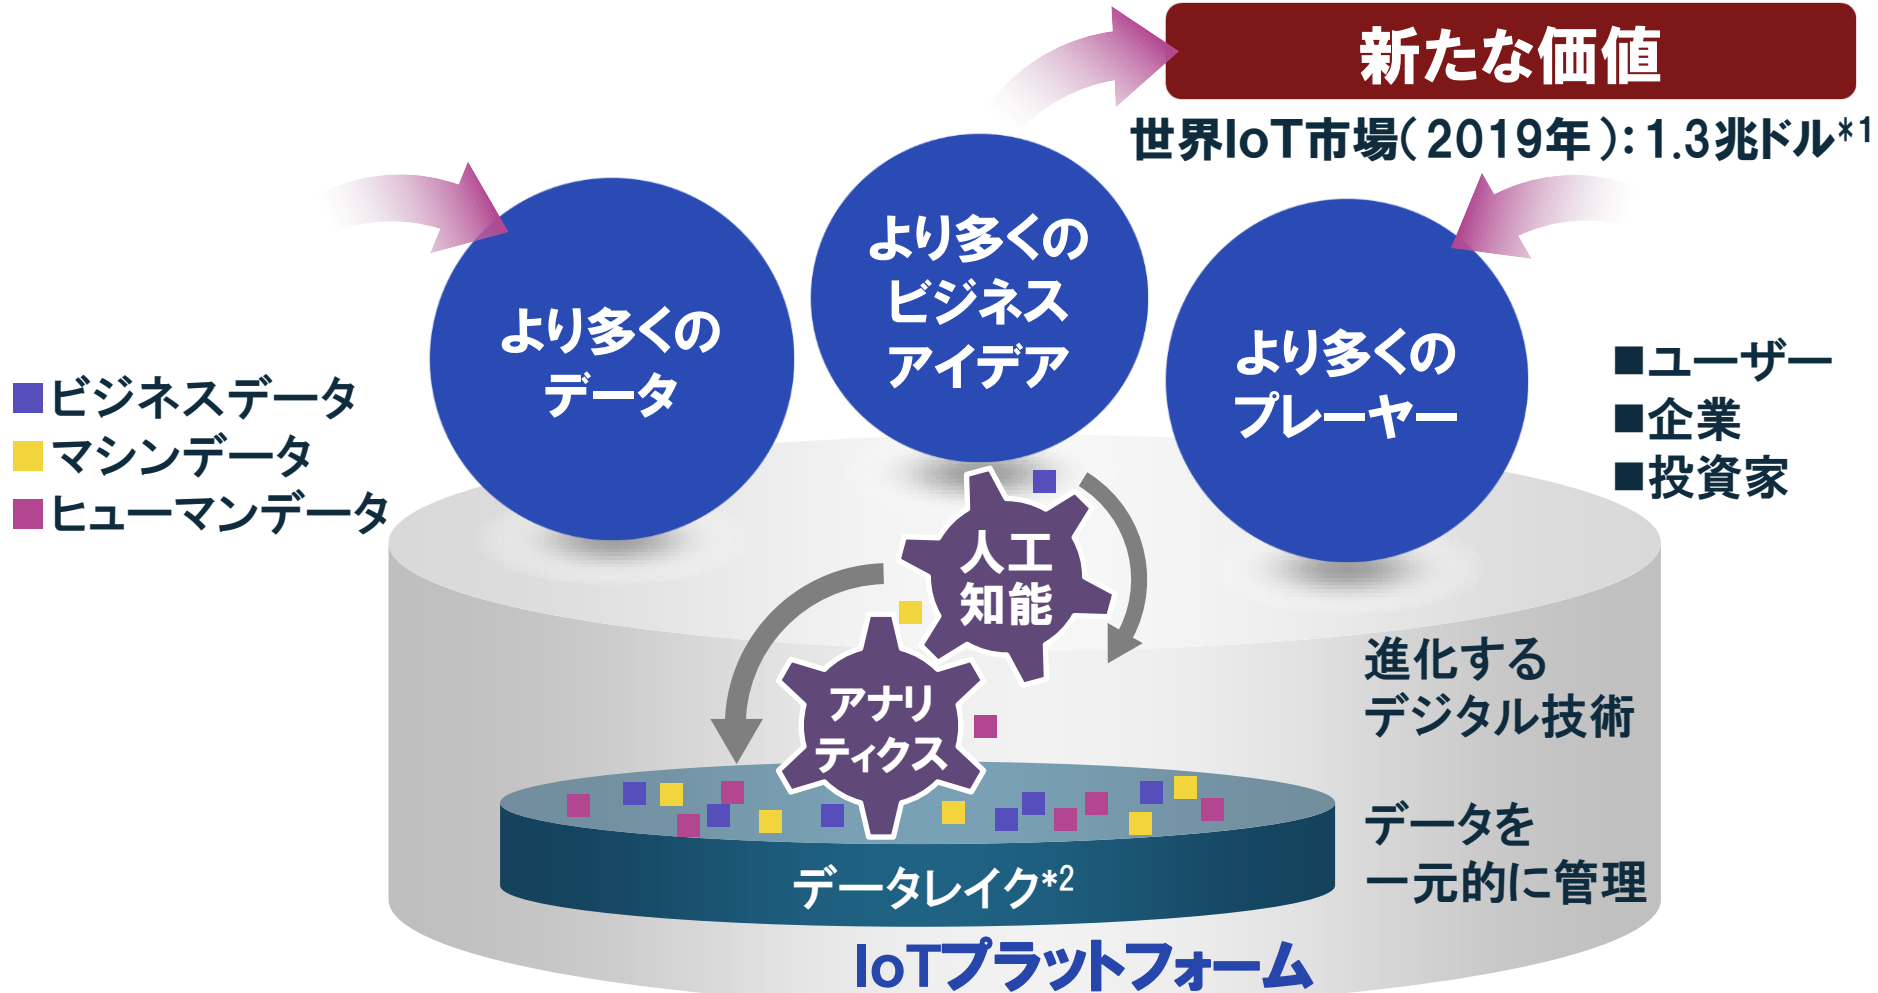 新たな価値
世界IoT市場(2019年):1.3兆ドル*1
より多くの
データ
より多くの
ビジネス
アイデア
より多くの
プレーヤー
■ビジネスデータ
■マシンデータ
■ヒューマンデータ
■ユーザー
■企業
■投資家
人工
知能
アナリ
ティクス
進化する
デジタル技術
データを
一元的に管理
データレイク*2
IoTプラットフォーム